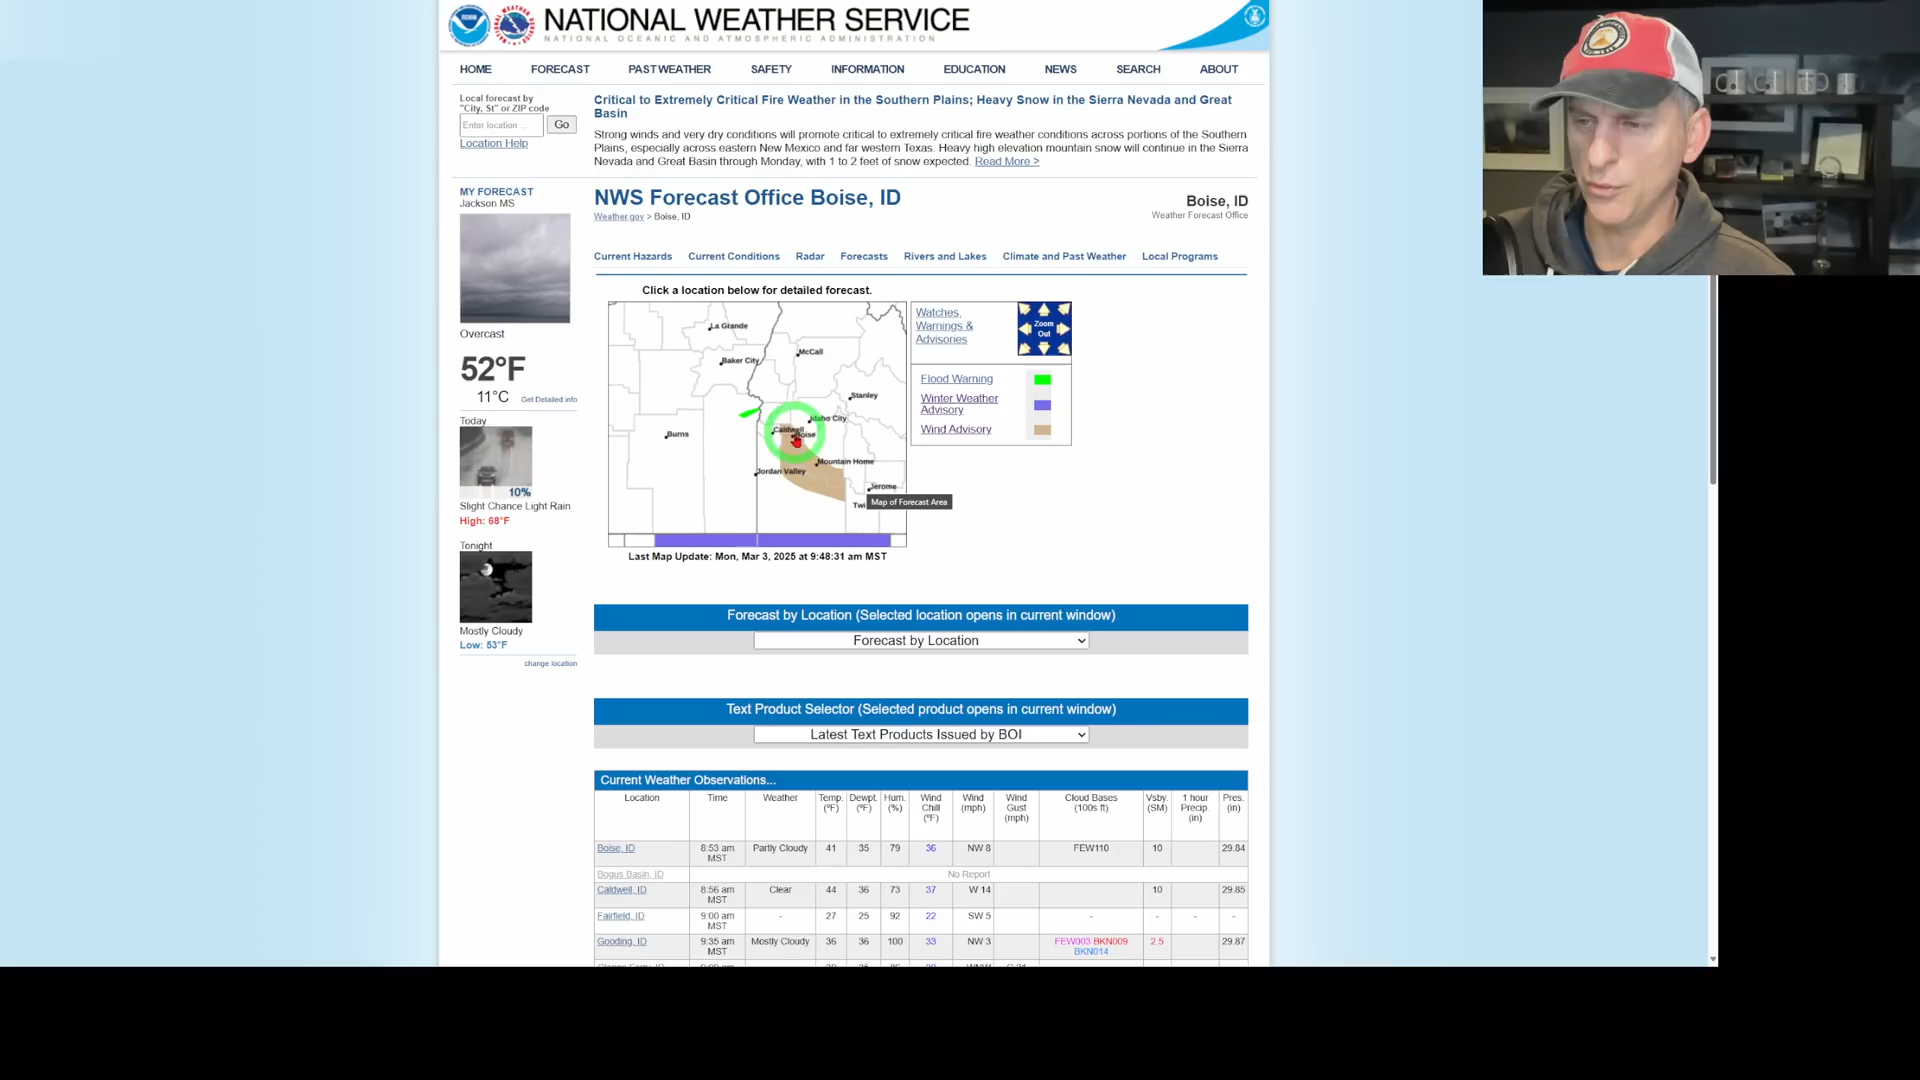 NATIONAL WEATHER SERVICE
NATIONAL OCEANIC AND ATMOSPHERIC ADMINISTRATION
HOME FORECAST PAST WEATHER SAFETY INFORMATION EDUCATION NEWS SEARCH ABOUT
Local forecast by
"City, St" or ZIP code
Enter location ...
Go
Location Help
Critical to Extremely Critical Fire Weather in the Southern Plains; Heavy Snow in the Sierra Nevada and Great
Basin
Strong winds and very dry conditions will promote critical to extremely critical fire weather conditions across portions of the Southern
Plains, especially across eastern New Mexico and far western Texas. Heavy high elevation mountain snow will continue in the Sierra
Nevada and Great Basin through Monday, with 1 to 2 feet of snow expected. Read More >
MY FORECAST
Jackson MS
Overcast
52°F
11°C
Get Detailed info
Today
10%
Slight Chance Light Rain
High: 68°F
Tonight
Mostly Cloudy
Low: 53°F
change location
NWS Forecast Office Boise, ID
Weather.gov > Boise, ID
Boise, ID
Weather Forecast Office
Current Hazards Current Conditions Radar Forecasts Rivers and Lakes Climate and Past Weather Local Programs
Click a location below for detailed forecast.
La Grande
McCall
Baker City
Stanley
Idaho City
Caldwell
Boise
Burns
Mountain Home
Jordan Valley
Jerome
Twi
Map of Forecast Area
Watches,
Warnings &
Advisories
Zoom
Out
Flood Warning
Winter Weather
Advisory
Wind Advisory
Last Map Update: Mon, Mar 3, 2025 at 9:48:31 am MST
Forecast by Location (Selected location opens in current window)
Forecast by Location
Text Product Selector (Selected product opens in current window)
Latest Text Products Issued by BOI
Current Weather Observations...
Location Time Weather Temp. (ºF) Dewpt. (ºF) Hum. (%) Wind Chill (ºF) Wind (mph) Wind Gust (mph) Cloud Bases (100s ft) Vsby. (SM) 1 hour Precip. (in) Pres. (in)
Boise, ID 8:53 am MST Partly Cloudy 41 35 79 36 NW 8 FEW110 10 29.84
Bogus Basin, ID No Report
Caldwell, ID 8:56 am MST Clear 44 36 73 37 W 14 10 29.85
Fairfield, ID 9:00 am MST - 27 25 92 22 SW 5 - - - -
Gooding, ID 9:35 am MST Mostly Cloudy 36 36 100 33 NW 3 FEW003 BKN009 BKN014 2.5 29.87